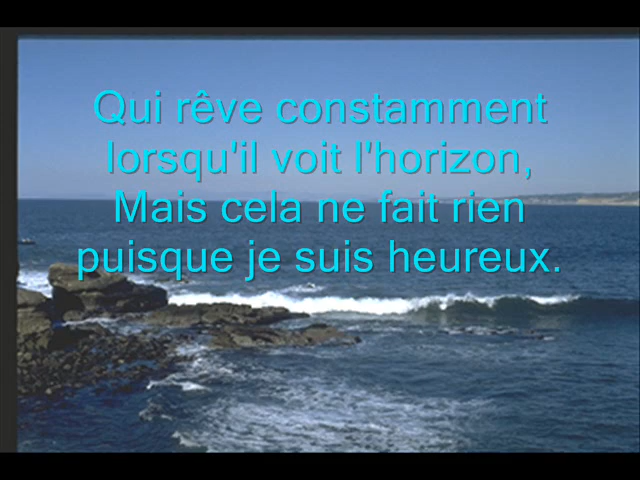 Qui rêve constamment
lorsqu'il voit l'horizon,
Mais cela ne fait rien
puisque je suis heureux.